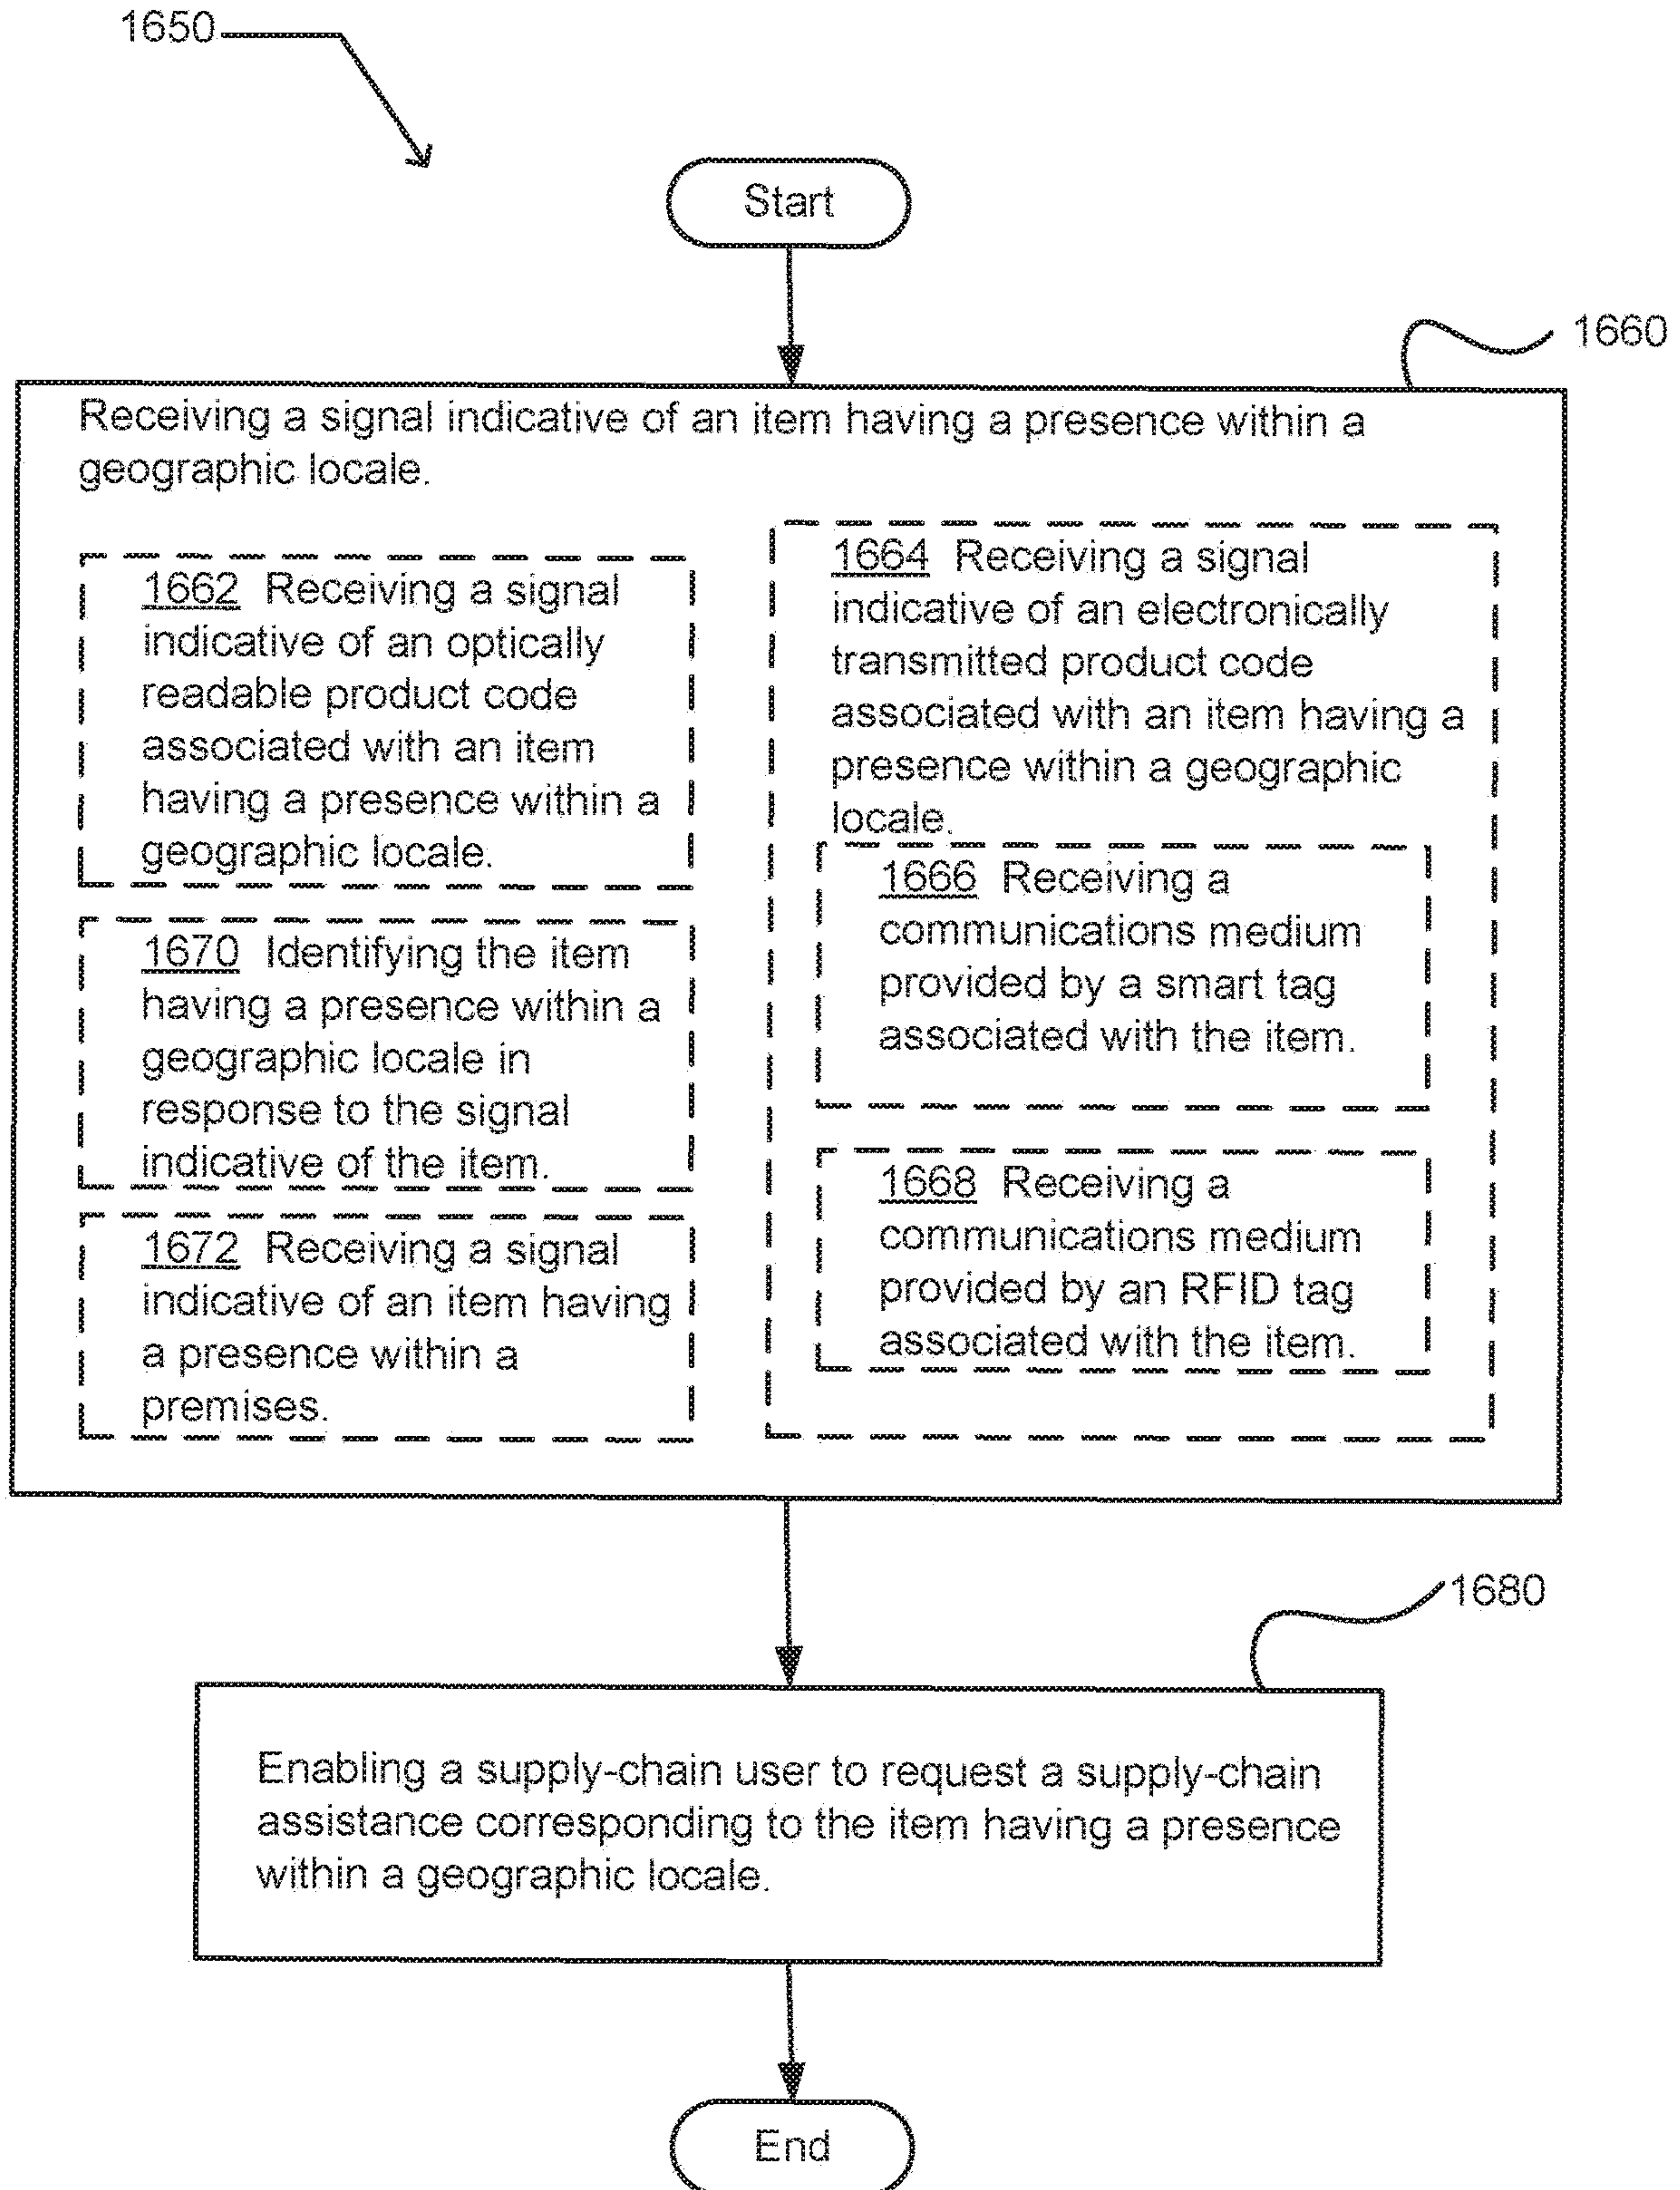 1650
Start
1660
Receiving a signal indicative of an item having a presence within a
geographic locale.
1662 Receiving a signal
indicative of an optically
readable product code
associated with an item
having a presence within a
geographic locale.
1670 Identifying the item
having a presence within a
geographic locale in
response to the signal
indicative of the item.
1672 Receiving a signal
indicative of an item having
a presence within a
premises.
1664 Receiving a signal
indicative of an electronically
transmitted product code
associated with an item having a
presence within a geographic
locale.
1666 Receiving a
communications medium
provided by a smart tag
associated with the item.
1668 Receiving a
communications medium
provided by an RFID tag
associated with the item.
1680
Enabling a supply-chain user to request a supply-chain
assistance corresponding to the item having a presence
within a geographic locale.
End